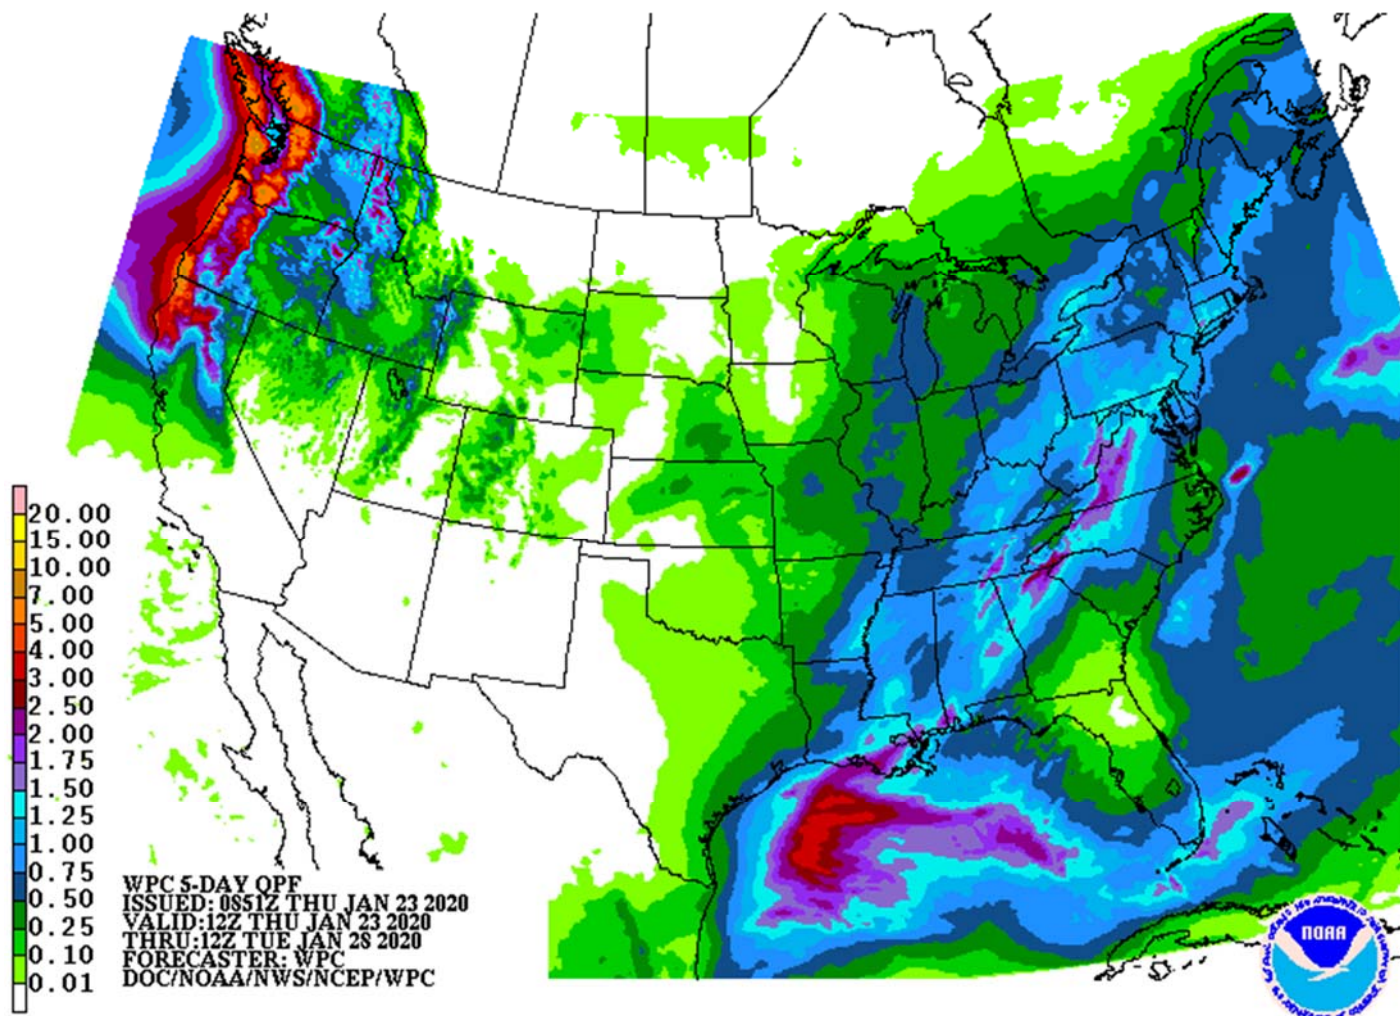 20.00
15.00
10.00
7.00
5.00
4.00
3.00
2.50
2.00
1.75
1.50
1.25
1.00
0.75
0.50
0.25
0.10
0.01
WPC 5-DAY QPF
ISSUED: 0851Z THU JAN 23 2020
VALID:12Z THU JAN 23 2020
THRU:12Z TUE JAN 28 2020
FORECASTER: WPC
DOC/NOAA/NWS/NCEP/WPC
NOAA